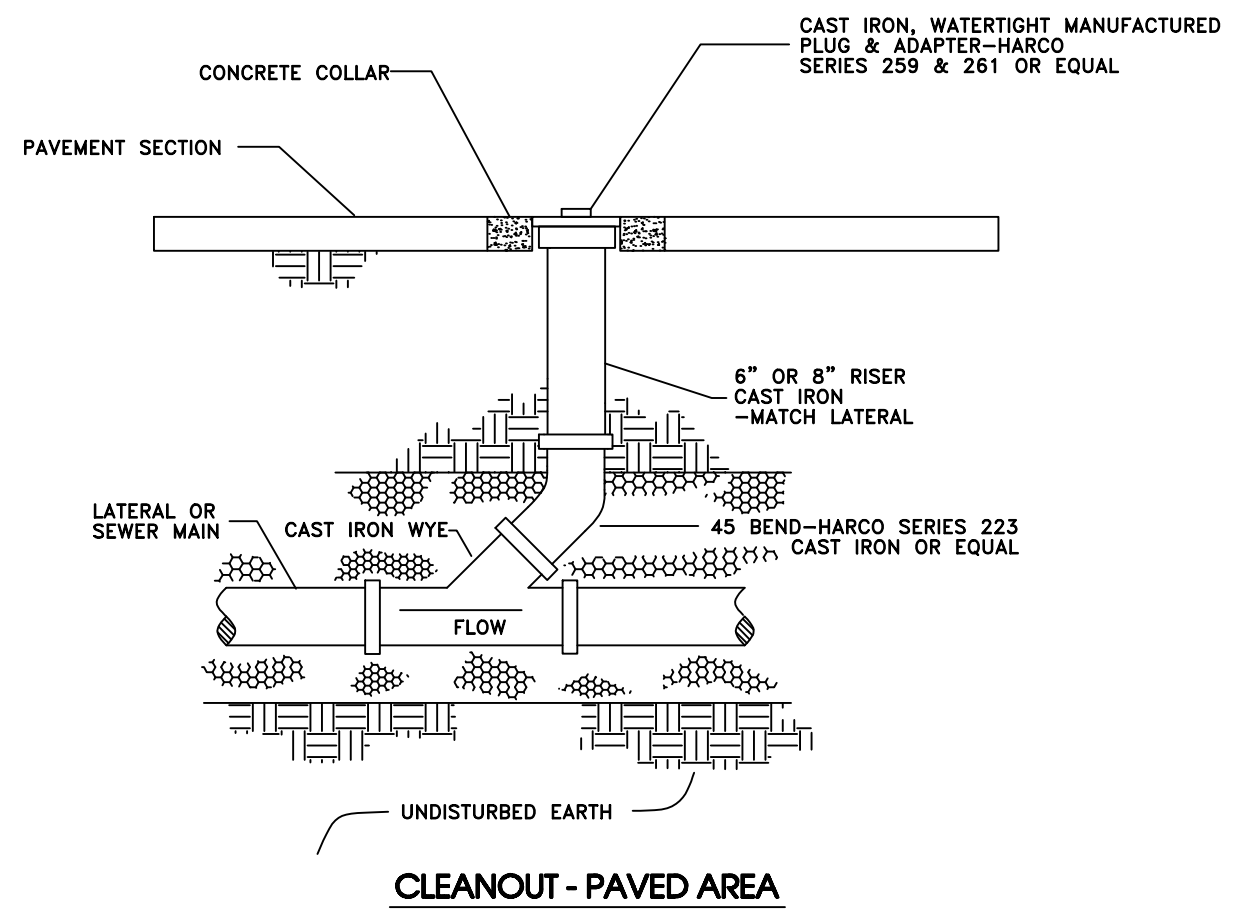 CAST IRON, WATERTIGHT MANUFACTURED
PLUG & ADAPTER-HARCO
SERIES 259 & 261 OR EQUAL
CONCRETE COLLAR
PAVEMENT SECTION
6" OR 8" RISER
CAST IRON
-MATCH LATERAL
LATERAL OR
SEWER MAIN
CAST IRON WYE
45 BEND-HARCO SERIES 223
CAST IRON OR EQUAL
FLOW
UNDISTURBED EARTH
CLEANOUT - PAVED AREA